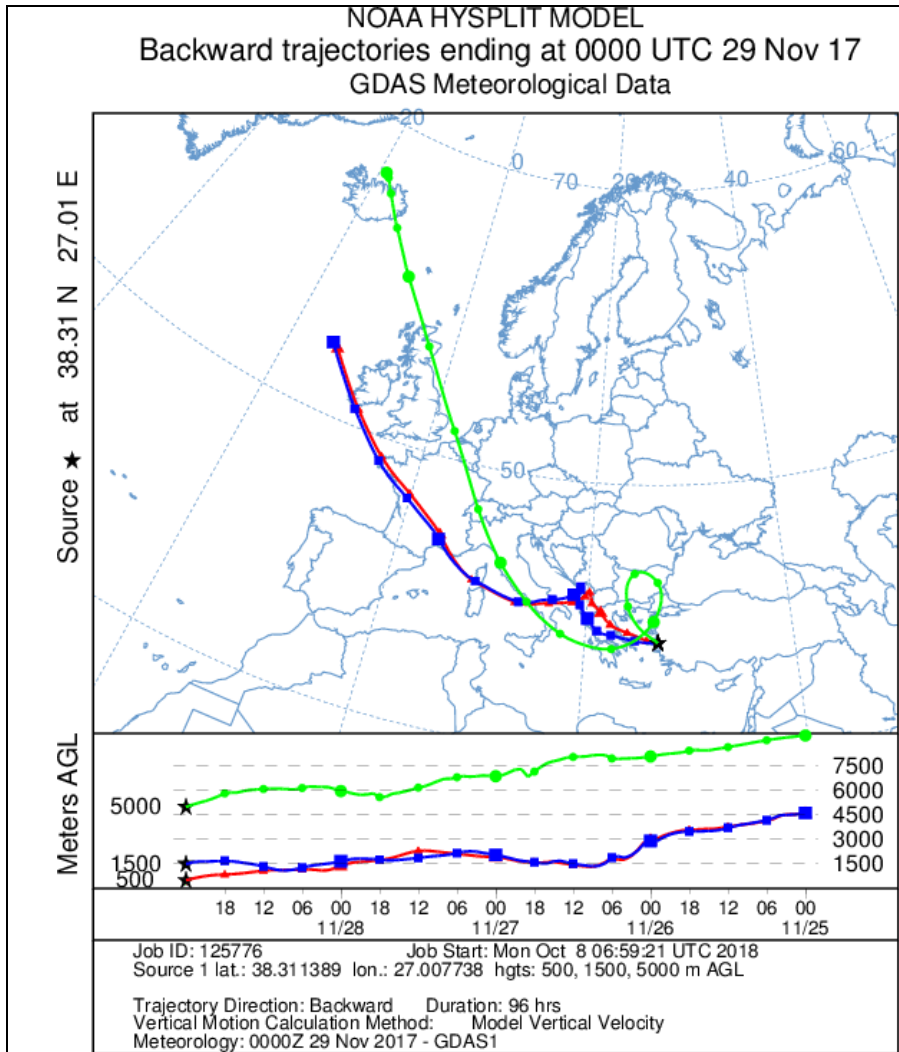 NOAA HYSPLIT MODEL
Backward trajectories ending at 0000 UTC 29 Nov 17
GDAS Meteorological Data
Source ★ at 38.31 N 27.01 E
20
0
70
20
40
60
50
Meters AGL
5000
1500
500
7500
6000
4500
3000
1500
18 12 06 00 18 12 06 00 18 12 06 00 18 12 06 00
11/28 11/27 11/26 11/25
Job ID: 125776 Job Start: Mon Oct 8 06:59:21 UTC 2018
Source 1 lat.: 38.311389 lon.: 27.007738 hgts: 500, 1500, 5000 m AGL
Trajectory Direction: Backward Duration: 96 hrs
Vertical Motion Calculation Method: Model Vertical Velocity
Meteorology: 0000Z 29 Nov 2017 - GDAS1